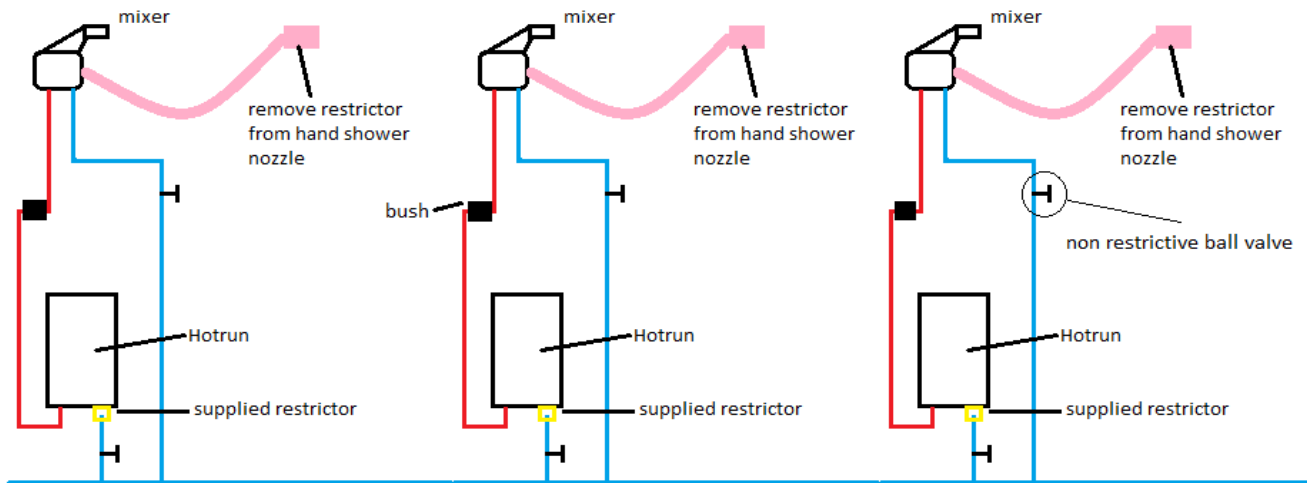 mixer
remove restrictor
from hand shower
nozzle
Hotrun
supplied restrictor
mixer
remove restrictor
from hand shower
nozzle
bush
Hotrun
supplied restrictor
mixer
remove restrictor
from hand shower
nozzle
non restrictive ball valve
Hotrun
supplied restrictor